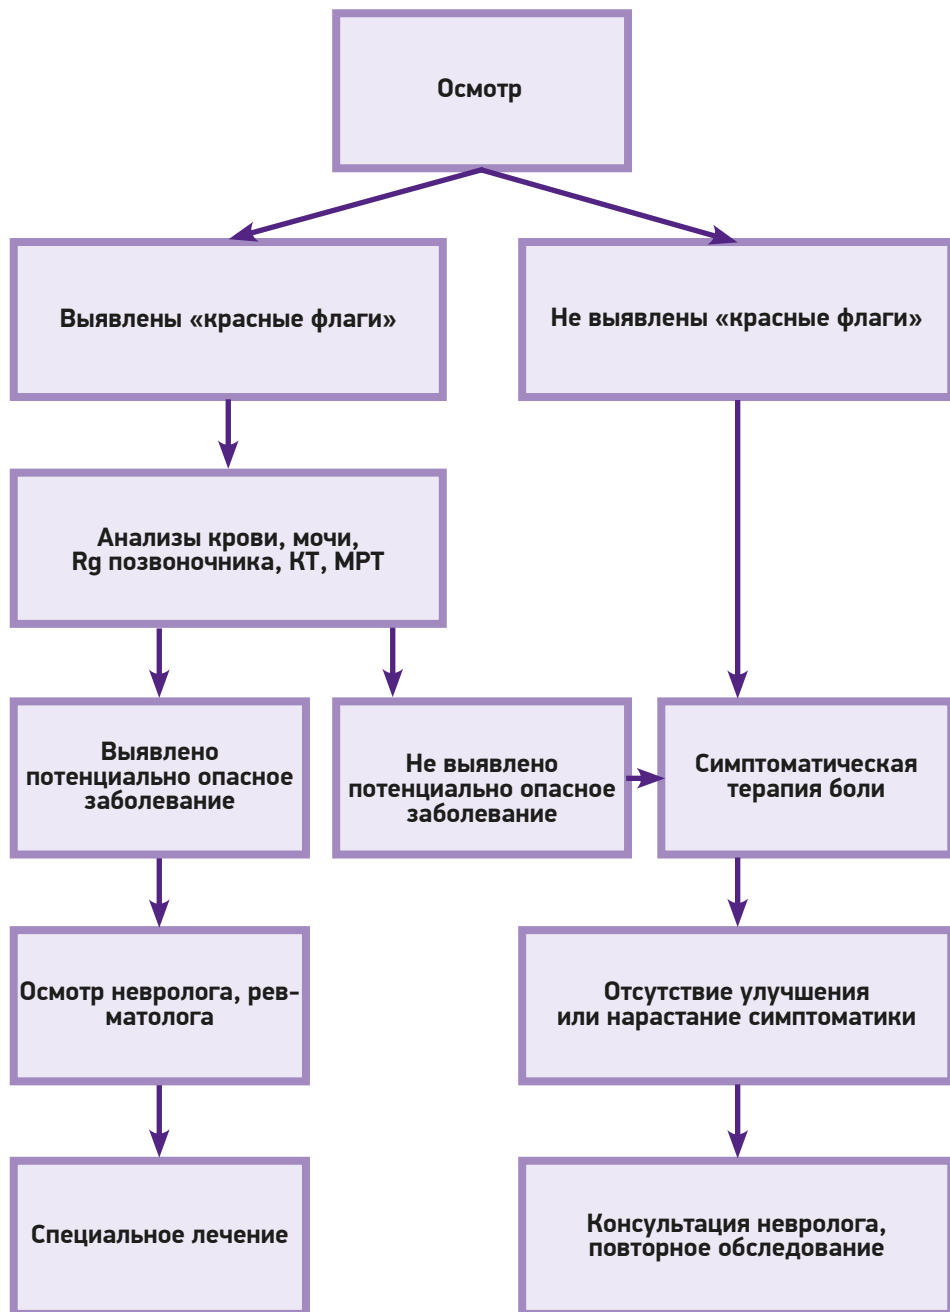 Осмотр
Выявлены «красные флаги»
Не выявлены «красные флаги»
Анализы крови, мочи,
Rg позвоночника, КТ, МРТ
Выявлено
потенциально опасное
заболевание
Не выявлено
потенциально опасное
заболевание
Симптоматическая
терапия боли
Осмотр невролога, рев-
матолога
Отсутствие улучшения
или нарастание симптоматики
Специальное лечение
Консультация невролога,
повторное обследование